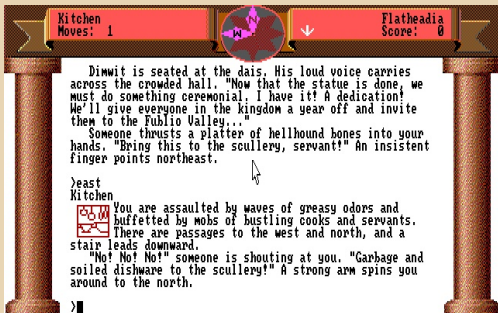 Kitchen
Moves: 1
N
W
Flatheadia
Score: 0
Dimwit is seated at the dais. His loud voice carries
across the crowded hall. "Now that the statue is done, we
must do something ceremonial. I have it! A dedication!
We'll give everyone in the kingdom a year off and invite
them to the Fublio Valley..."
Someone thrusts a platter of hellhound bones into your
hands. "Bring this to the scullery, servant!" An insistent
finger points northeast.
>east
Kitchen
You are assaulted by waves of greasy odors and
buffetted by mobs of bustling cooks and servants.
There are passages to the west and north, and a
stair leads downward.
"No! No! No!" someone is shouting at you. "Garbage and
soiled dishware to the scullery!" A strong arm spins you
around to the north.
>